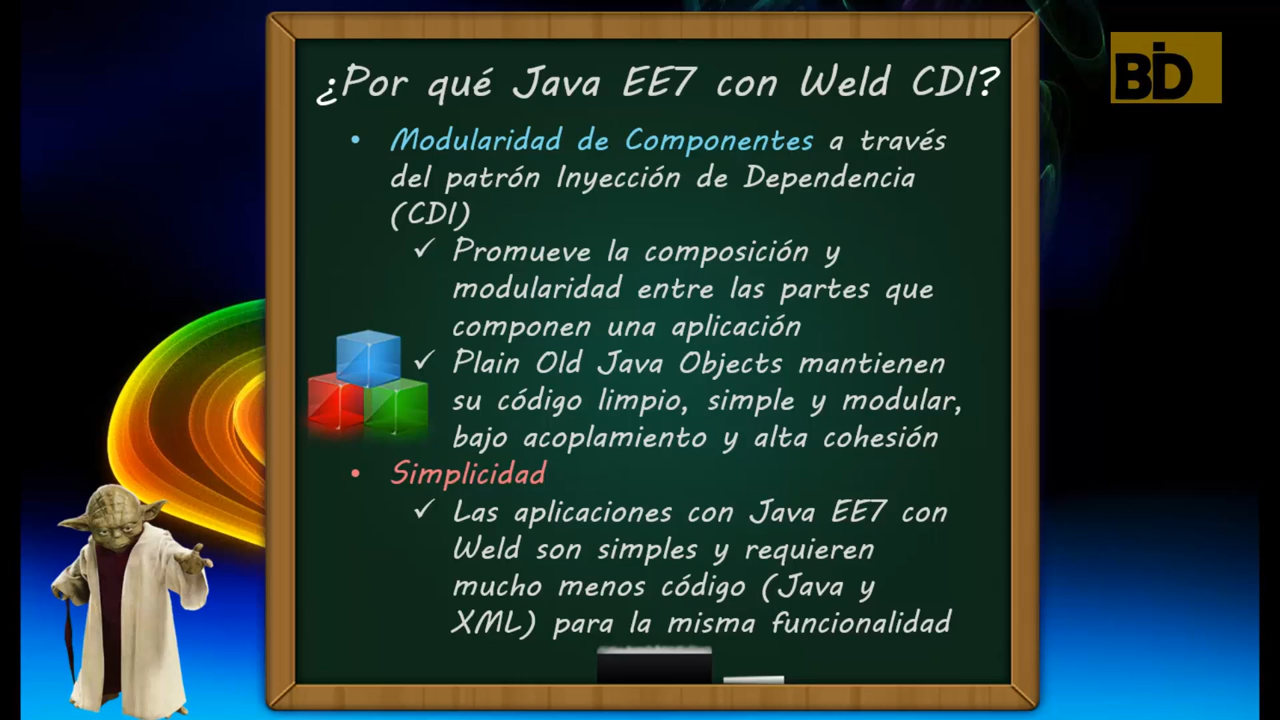 ¿Por qué Java EE7 con Weld CDI?
BID
• Modularidad de Componentes a través
del patrón Inyección de Dependencia
(CDI)
✓ Promueve la composición y
modularidad entre las partes que
componen una aplicación
✓ Plain Old Java Objects mantienen
su código limpio, simple y modular,
bajo acoplamiento y alta cohesión
• Simplicidad
✓ Las aplicaciones con Java EE7 con
Weld son simples y requieren
mucho menos código (Java y
XML) para la misma funcionalidad